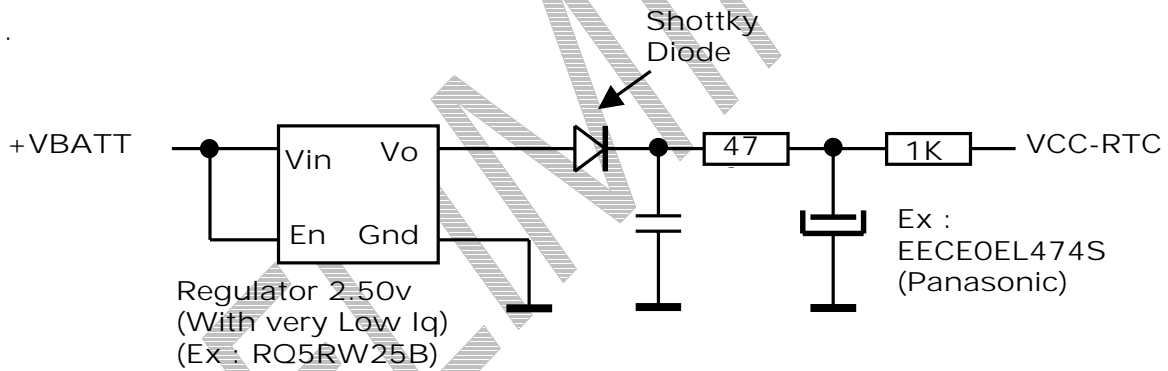 Shottky
Diode
.
+VBATT
Vin Vo
47
1K
VCC-RTC
En Gnd
Ex :
EECE0EL474S
(Panasonic)
Regulator 2.50v
(With very Low Iq)
(Ex : RQ5RW25B)